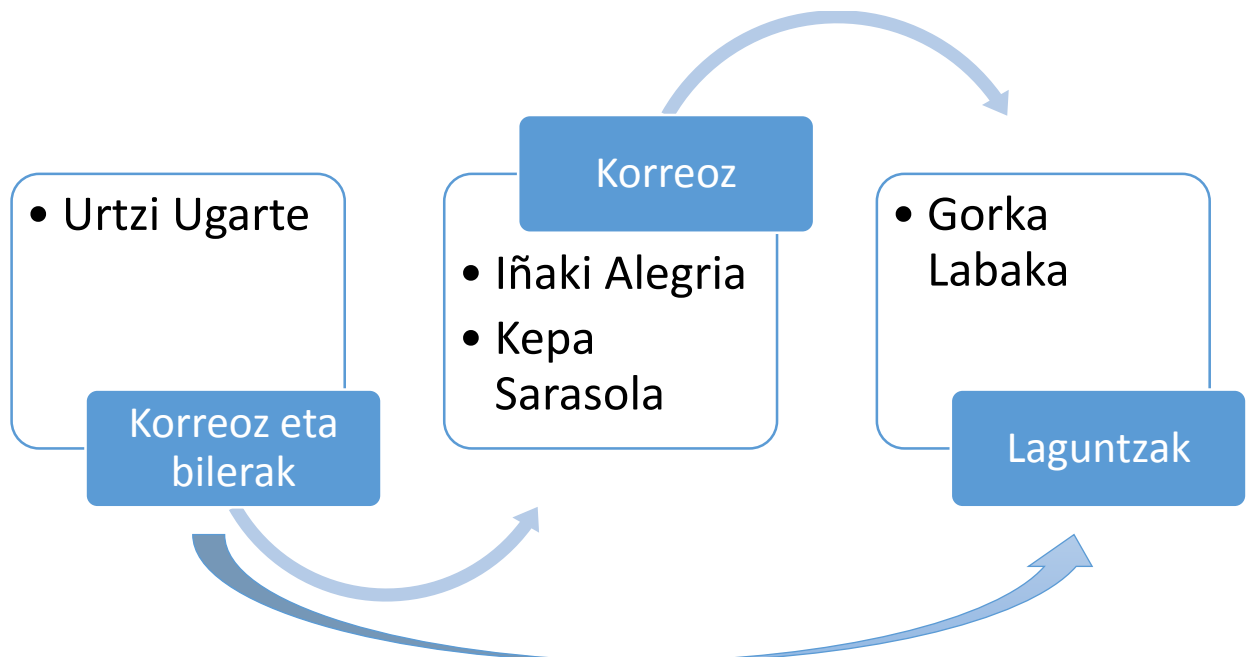 • Urtzi Ugarte
Korreoz eta
bilerak
Korreoz
• Iñaki Alegria
• Kepa
Sarasola
• Gorka
Labaka
Laguntzak